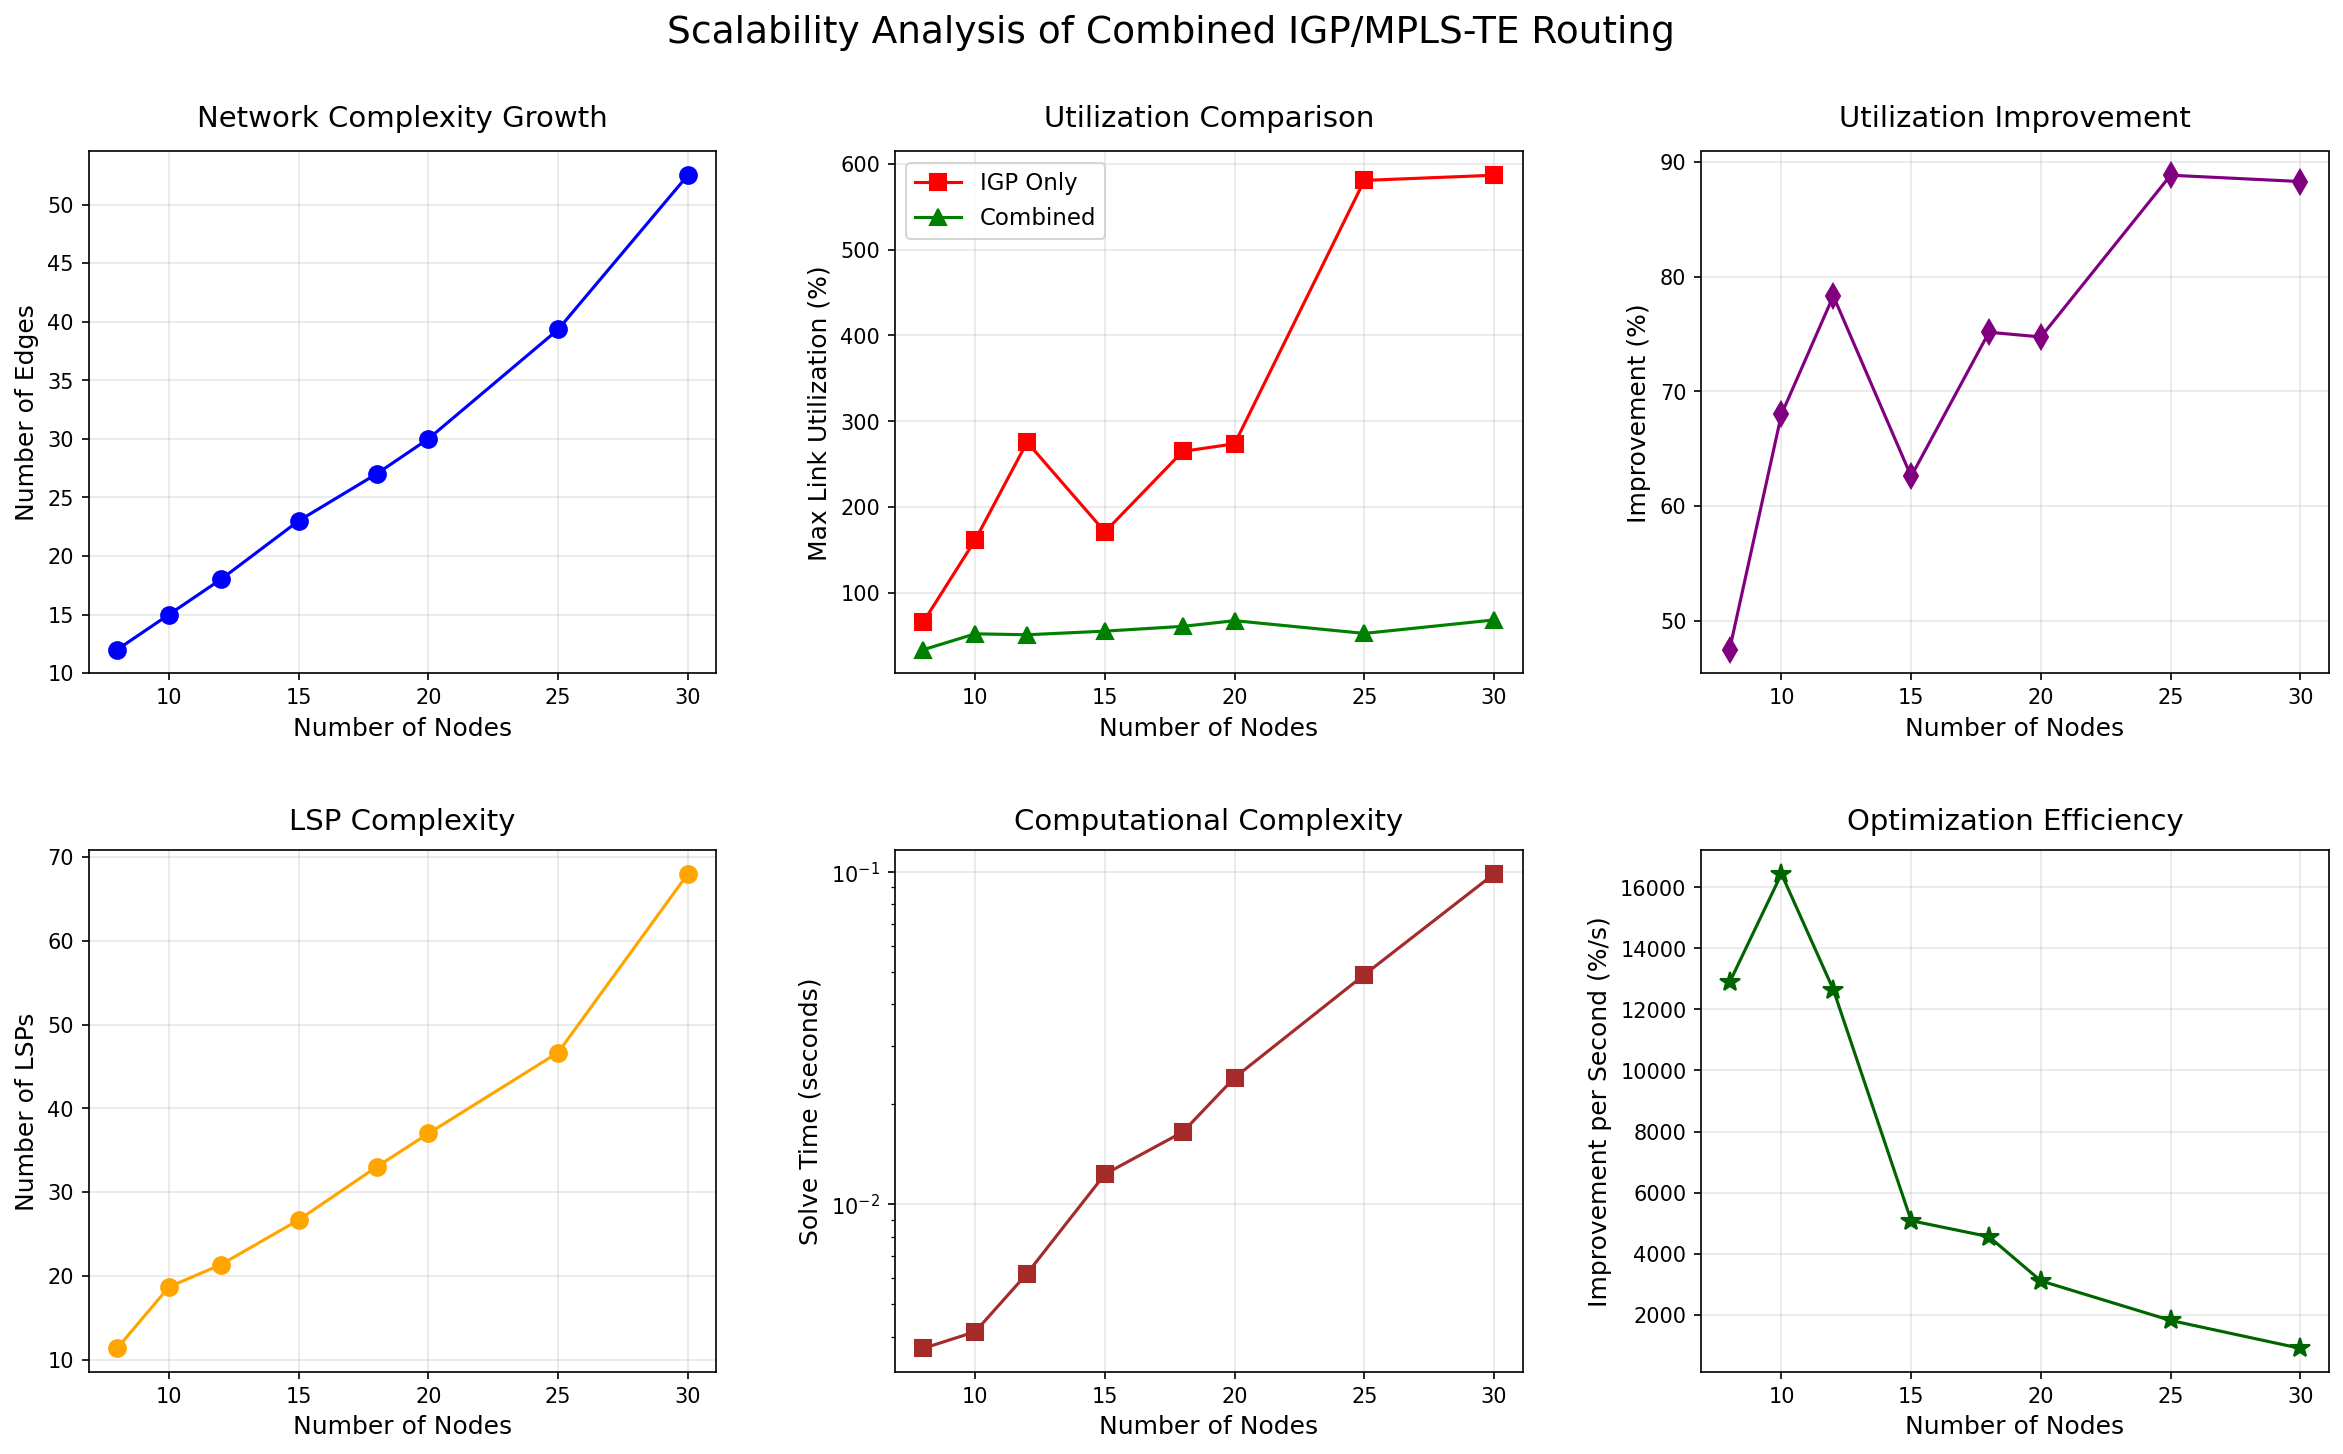 Scalability Analysis of Combined IGP/MPLS-TE Routing
Network Complexity Growth
Number of Edges
50
45
40
35
30
25
20
15
10
10 15 20 25 30
Number of Nodes
Utilization Comparison
Max Link Utilization (%)
600
500
400
300
200
100
IGP Only
Combined
10 15 20 25 30
Number of Nodes
Utilization Improvement
Improvement (%)
90
80
70
60
50
10 15 20 25 30
Number of Nodes
LSP Complexity
Number of LSPs
70
60
50
40
30
20
10
10 15 20 25 30
Number of Nodes
Computational Complexity
Solve Time (seconds)
10⁻¹
10⁻²
10 15 20 25 30
Number of Nodes
Optimization Efficiency
Improvement per Second (%/s)
16000
14000
12000
10000
8000
6000
4000
2000
10 15 20 25 30
Number of Nodes